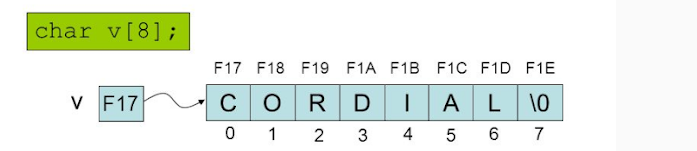 char v[8];
F17 F18 F19 F1A F1B F1C F1D F1E
v F17 C O R D I A L \0
0 1 2 3 4 5 6 7